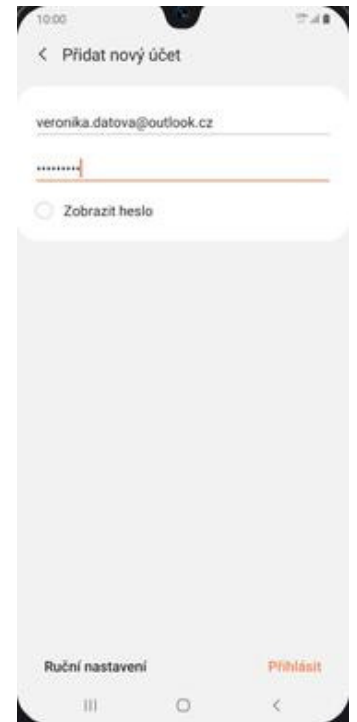 10:00
Přidat nový účet
veronika.datova@outlook.cz
•••••••••
Zobrazit heslo
Ruční nastavení
Přihlásit